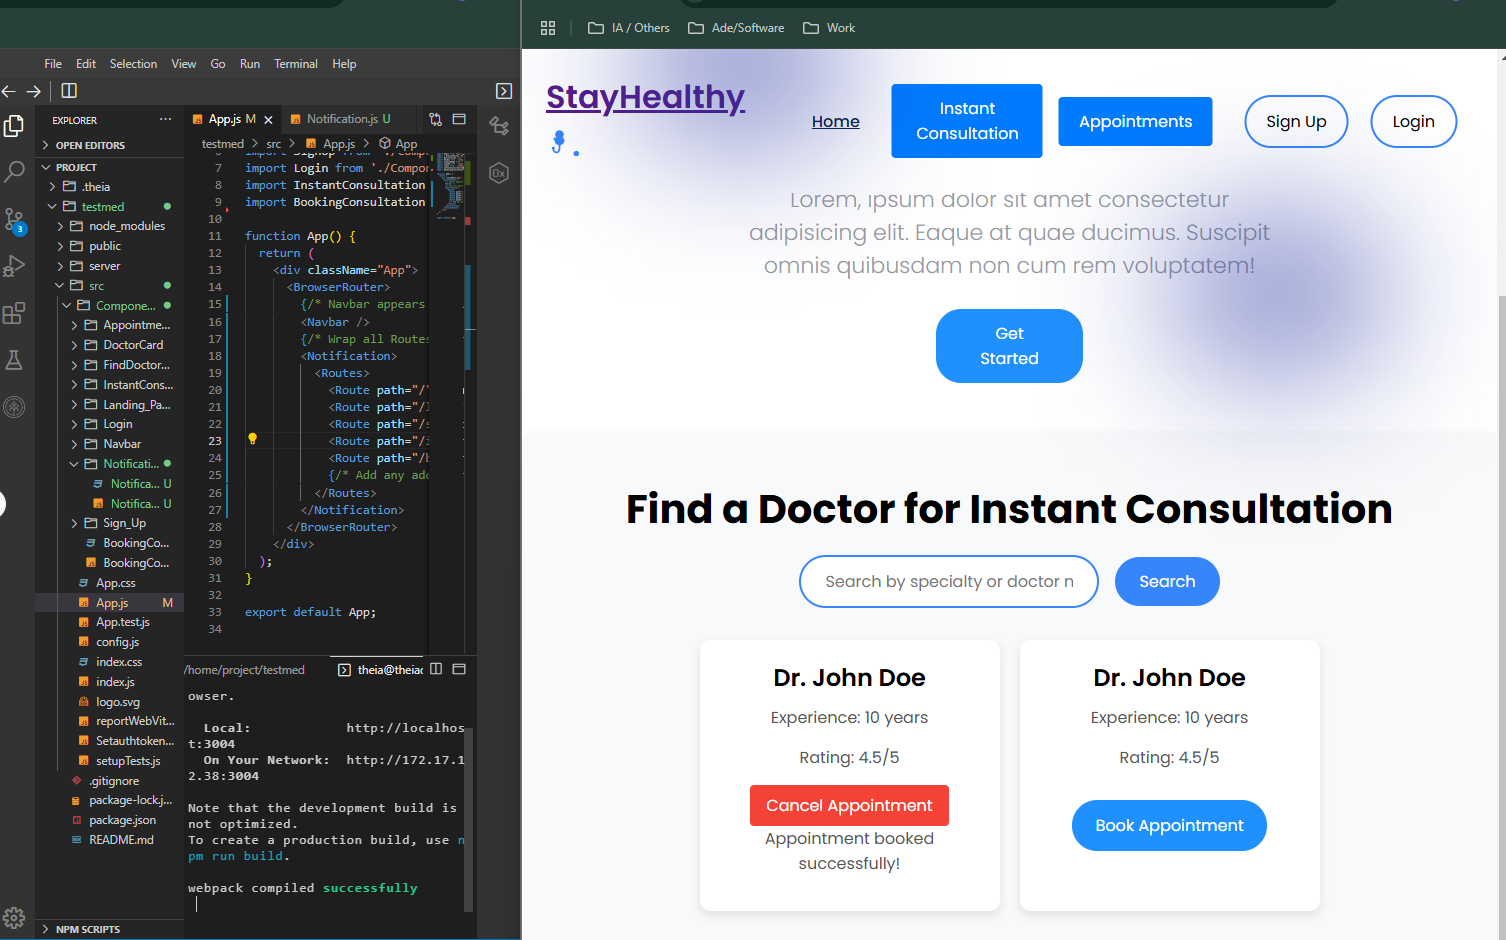 IA / Others
Ade/Software
Work
File Edit Selection View Go Run Terminal Help
EXPLORER
OPEN EDITORS
PROJECT
.theia
testmed
node_modules
public
server
src
Compone...
Appointme...
DoctorCard
FindDoctor...
InstantCons...
Landing_Pa...
Login
Navbar
Notificati...
Notifica... U
Notifica... U
Sign_Up
BookingCo...
BookingCo...
App.css
App.js M
App.test.js
config.js
index.css
index.js
logo.svg
reportWebVit...
Setauthtoken...
setupTests.js
.gitignore
package-lock.j...
package.json
README.md
NPM SCRIPTS
3
App.js M
Notification.js U
testmed > src > App.js > App
7 import Login from './Compon
8 import InstantConsultation
9 import BookingConsultation
10
11 function App() {
12 return (
13 <div className="App">
14 <BrowserRouter>
15 {/* Navbar appears
16 <Navbar />
17 {/* Wrap all Routes
18 <Notification>
19 <Routes>
20 <Route path="/"
21 <Route path="/l
22 <Route path="/s
23 <Route path="/i
24 <Route path="/b
25 {/* Add any add
26 </Routes>
27 </Notification>
28 </BrowserRouter>
29 </div>
30 );
31 }
32
33 export default App;
34
/home/project/testmed
theia@theiad
owser.
Local: http://localhos
t:3004
On Your Network: http://172.17.1
2.38:3004
Note that the development build is
not optimized.
To create a production build, use n
pm run build.
webpack compiled successfully
StayHealthy
Home
Instant
Consultation
Appointments
Sign Up
Login
Lorem, ipsum dolor sit amet consectetur
adipisicing elit. Eaque at quae ducimus. Suscipit
omnis quibusdam non cum rem voluptatem!
Get
Started
Find a Doctor for Instant Consultation
Search by specialty or doctor n
Search
Dr. John Doe
Experience: 10 years
Rating: 4.5/5
Cancel Appointment
Appointment booked
successfully!
Dr. John Doe
Experience: 10 years
Rating: 4.5/5
Book Appointment